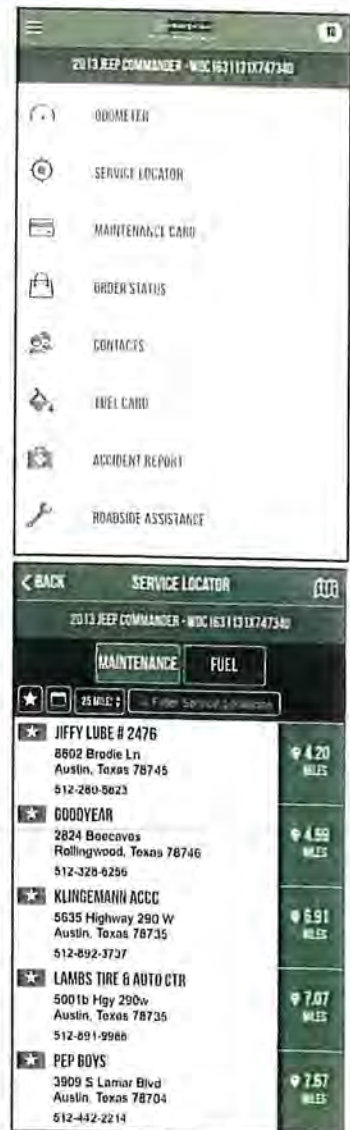 10
2013 JEEP COMMANDER - WDC1631131X747340
ODOMETER
SERVICE LOCATOR
MAINTENANCE CARD
ORDER STATUS
CONTACTS
FUEL CARD
ACCIDENT REPORT
ROADSIDE ASSISTANCE
< BACK SERVICE LOCATOR
2013 JEEP COMMANDER - WDC1631131X747340
MAINTENANCE FUEL
25 MILE Filter Service Locations
JIFFY LUBE # 2476
8602 Brodie Ln
Austin, Texas 78745
512-280-5623
4.20 MILES
GOODYEAR
2824 Beecaves
Rollingwood, Texas 78746
512-328-6256
4.59 MILES
KLINGEMANN ACCC
5635 Highway 290 W
Austin, Texas 78735
512-892-3737
6.91 MILES
LAMBS TIRE & AUTO CTR
5001b Hgy 290w
Austin, Texas 78735
512-891-9988
7.07 MILES
PEP BOYS
3909 S Lamar Blvd
Austin, Texas 78704
512-442-2214
7.57 MILES